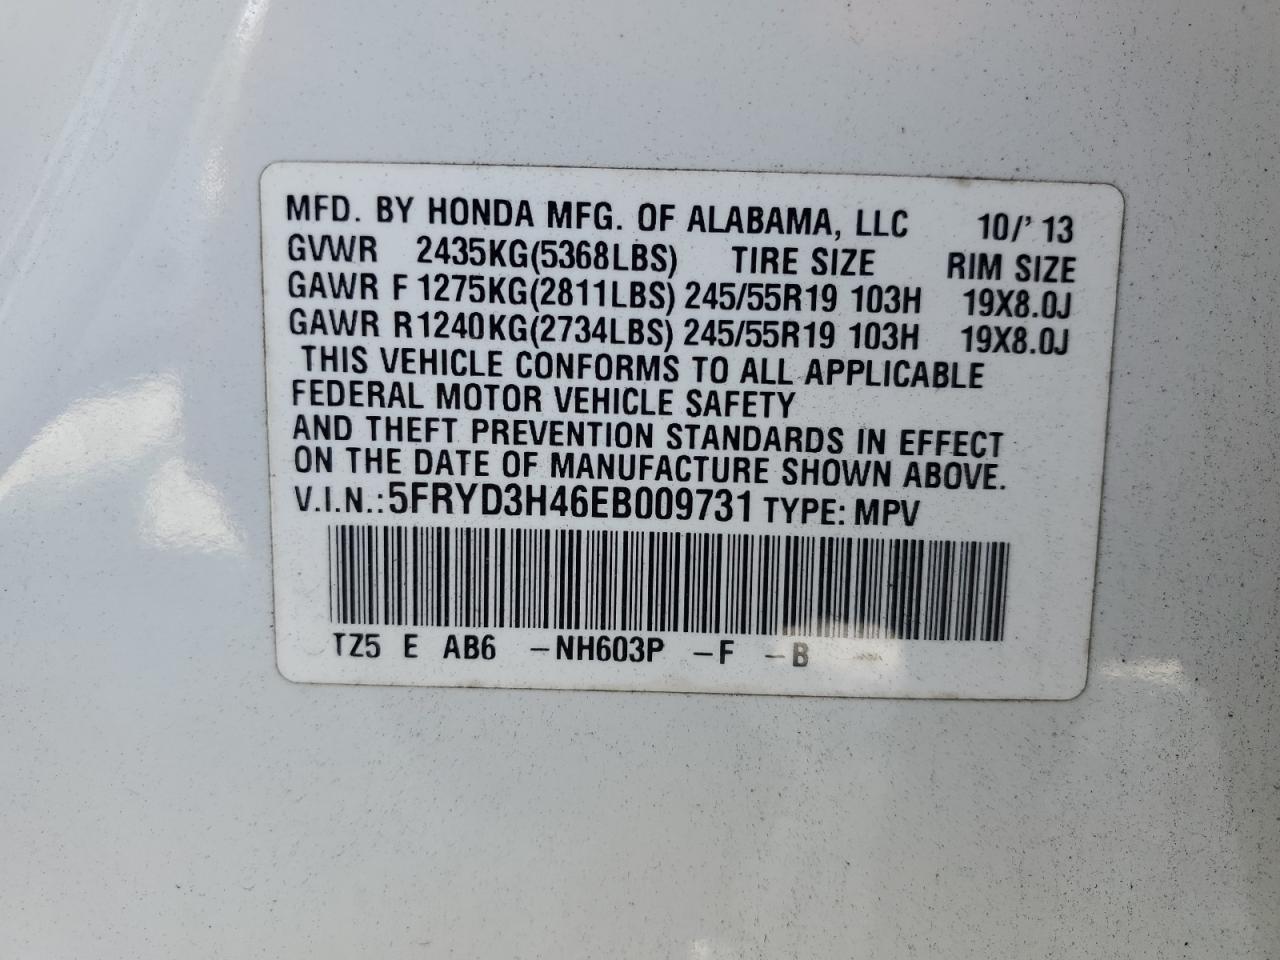 MFD. BY HONDA MFG. OF ALABAMA, LLC 10/' 13
GVWR 2435KG(5368LBS) TIRE SIZE RIM SIZE
GAWR F 1275KG(2811LBS) 245/55R19 103H 19X8.0J
GAWR R1240KG(2734LBS) 245/55R19 103H 19X8.0J
THIS VEHICLE CONFORMS TO ALL APPLICABLE
FEDERAL MOTOR VEHICLE SAFETY
AND THEFT PREVENTION STANDARDS IN EFFECT
ON THE DATE OF MANUFACTURE SHOWN ABOVE.
V.I.N.: 5FRYD3H46EB009731 TYPE: MPV
TZ5 E AB6 -NH603P -F -B